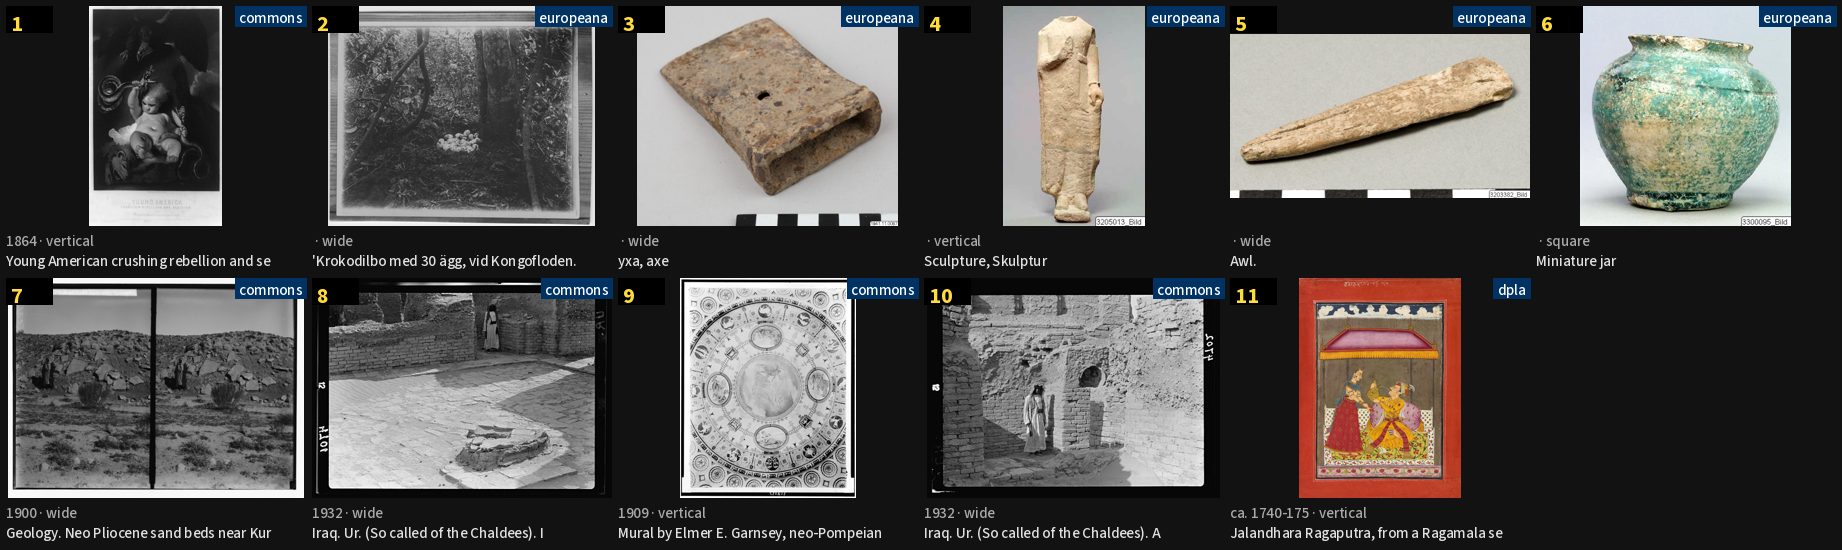 1
commons
1864 · vertical
Young American crushing rebellion and se
2
europeana
· wide
'Krokodilbo med 30 ägg, vid Kongofloden.
3
europeana
· wide
yxa, axe
4
europeana
3205013_Bild
· vertical
Sculpture, Skulptur
5
europeana
3203382_Bild
· wide
Awl.
6
europeana
3300095_Bild
· square
Miniature jar
7
commons
1900 · wide
Geology. Neo Pliocene sand beds near Kur
8
commons
1932 · wide
Iraq. Ur. (So called of the Chaldees). I
9
commons
1909 · vertical
Mural by Elmer E. Garnsey, neo-Pompeian
10
commons
1932 · wide
Iraq. Ur. (So called of the Chaldees). A
11
dpla
ca. 1740-175 · vertical
Jalandhara Ragaputra, from a Ragamala se